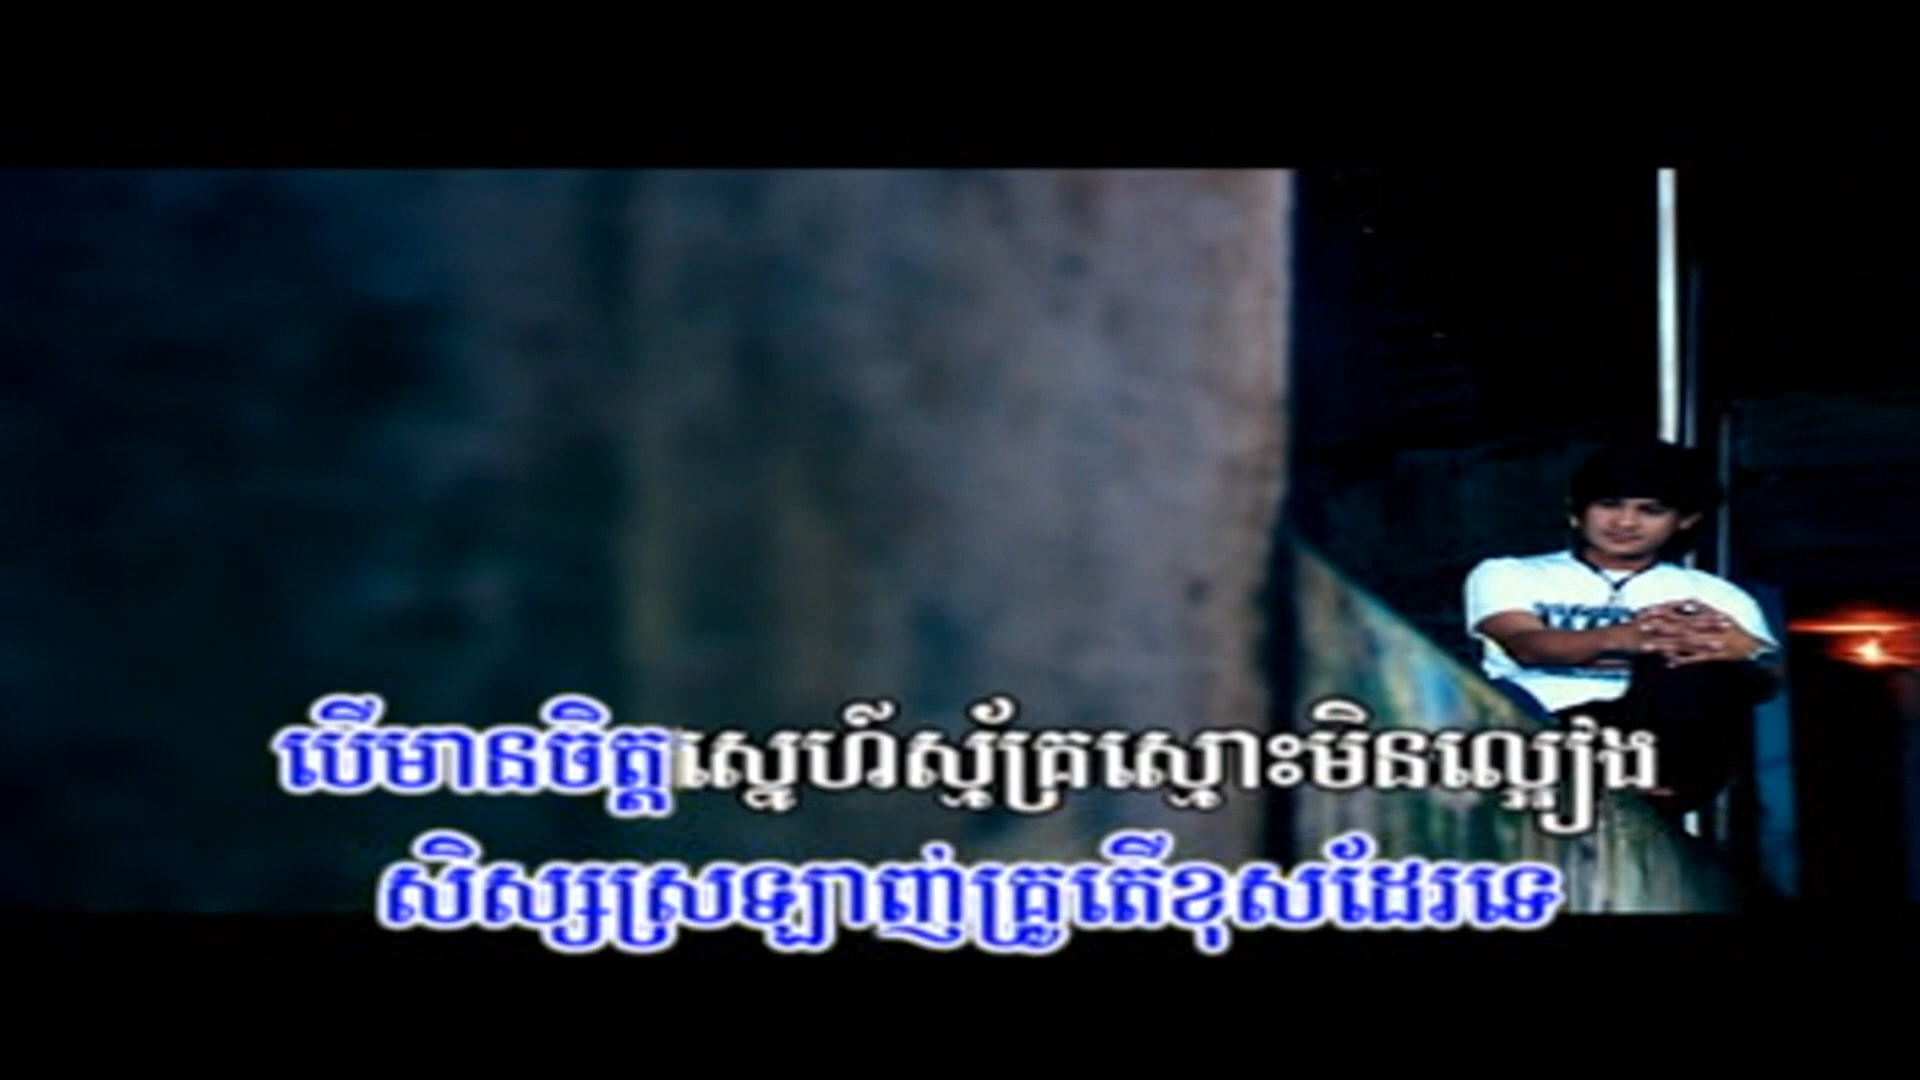 បើមានចិត្តស្នេហ៍ស្ម័គ្រស្មោះមិនល្អៀង
សិស្សស្រឡាញ់គ្រូតើខុសដែរទេ